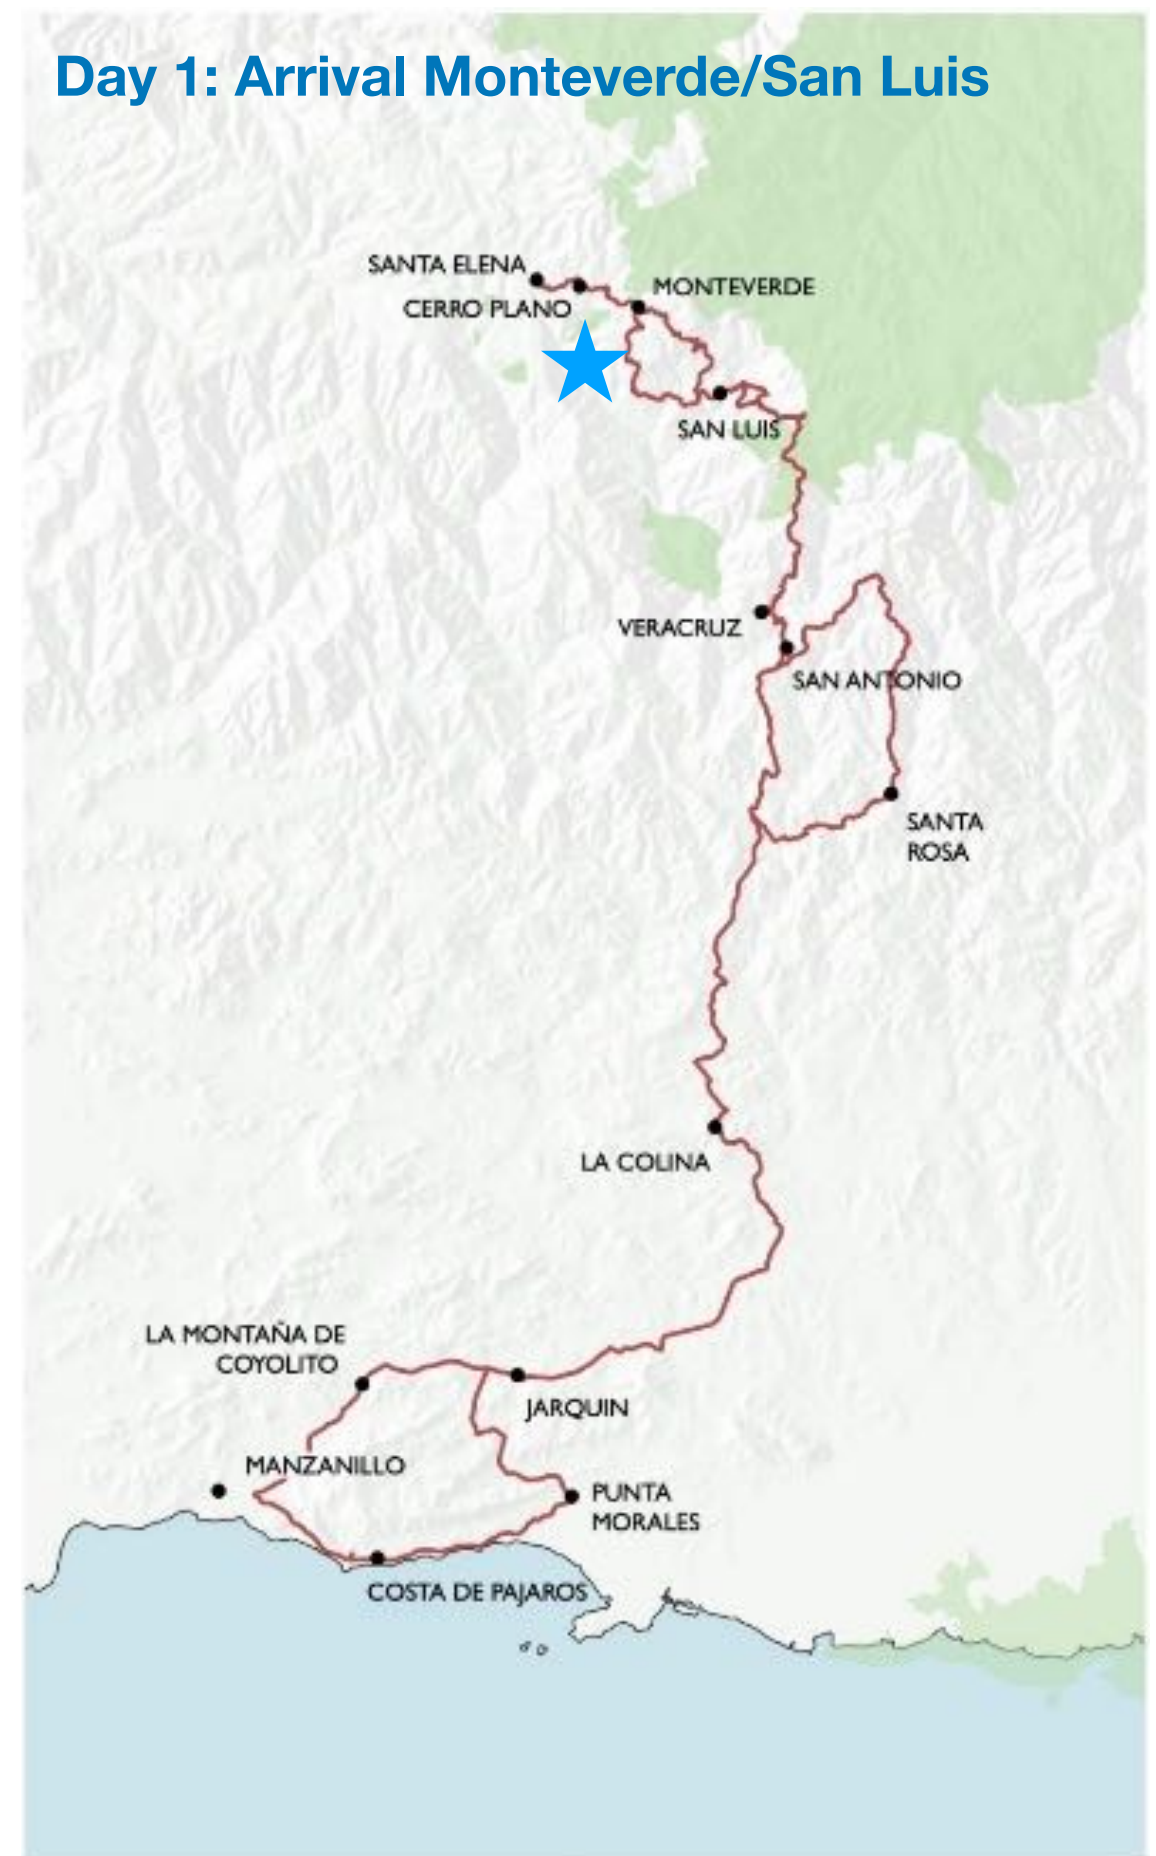 Day 1: Arrival Monteverde/San Luis
SANTA ELENA
MONTEVERDE
CERRO PLANO
SAN LUIS
VERACRUZ
SAN ANTONIO
SANTA
ROSA
LA COLINA
LA MONTAÑA DE
COYOLITO
JARQUIN
MANZANILLO
PUNTA
MORALES
COSTA DE PAJAROS